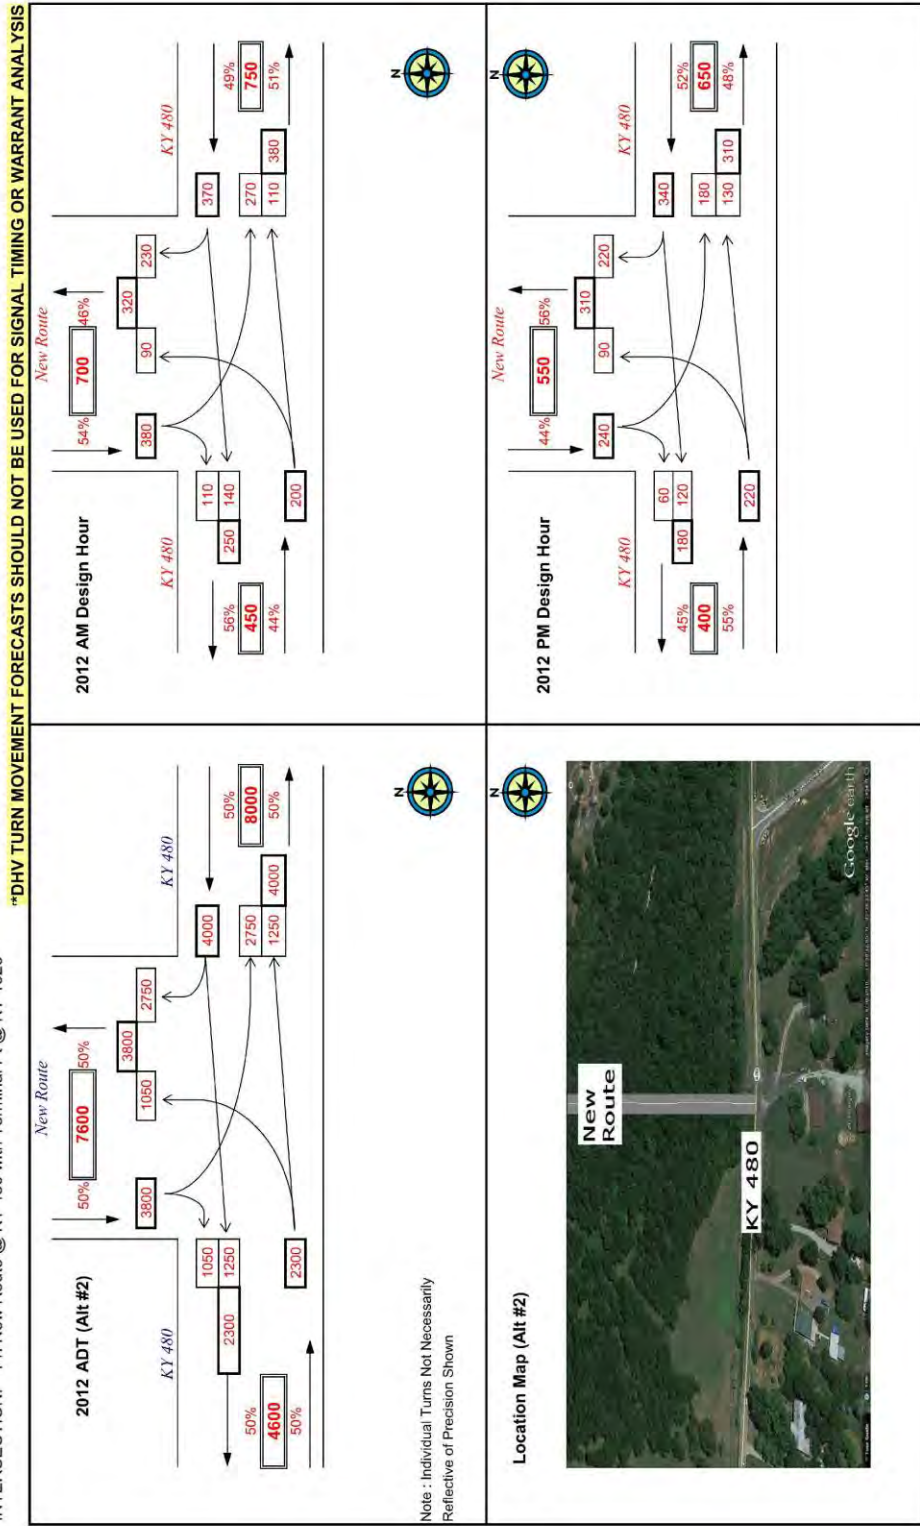 *DHV TURN MOVEMENT FORECASTS SHOULD NOT BE USED FOR SIGNAL TIMING OR WARRANT ANALYSIS
2012 ADT (Alt #2)
New Route
50%
7600
50%
3800
3800
1050
2750
KY 480
KY 480
1050
1250
2300
4000
50%
8000
50%
50%
4600
50%
2300
2750
1250
4000
Note : Individual Turns Not Necessarily
Reflective of Precision Shown
N
2012 AM Design Hour
New Route
54%
700
46%
380
320
90
230
KY 480
KY 480
110
140
250
370
49%
750
51%
56%
450
44%
200
270
110
380
N
Location Map (Alt #2)
N
New
Route
KY 480
Google earth
2012 PM Design Hour
N
New Route
44%
550
56%
240
310
90
220
KY 480
KY 480
60
120
180
340
52%
650
48%
45%
400
55%
220
180
130
310